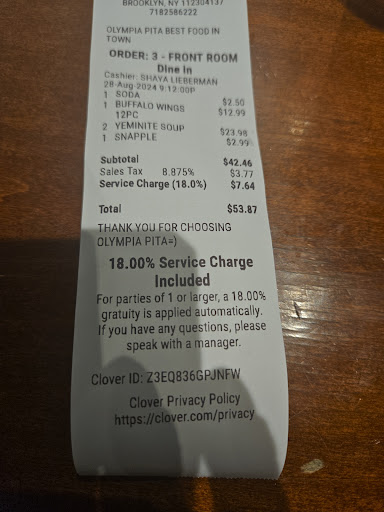 BROOKLYN, NY 112304137
7182586222
OLYMPIA PITA BEST FOOD IN
TOWN
ORDER: 3 - FRONT ROOM
Dine in
Cashier: SHAYA LIEBERMAN
28-Aug-2024 9:12:00P
1 SODA $2.50
1 BUFFALO WINGS $12.99
12PC
2 YEMINITE SOUP $23.98
1 SNAPPLE $2.99
Subtotal $42.46
Sales Tax 8.875% $3.77
Service Charge (18.0%) $7.64
Total $53.87
THANK YOU FOR CHOOSING
OLYMPIA PITA=)
18.00% Service Charge
Included
For parties of 1 or larger, a 18.00%
gratuity is applied automatically.
If you have any questions, please
speak with a manager.
Clover ID: Z3EQ836GPJNFW
Clover Privacy Policy
https://clover.com/privacy